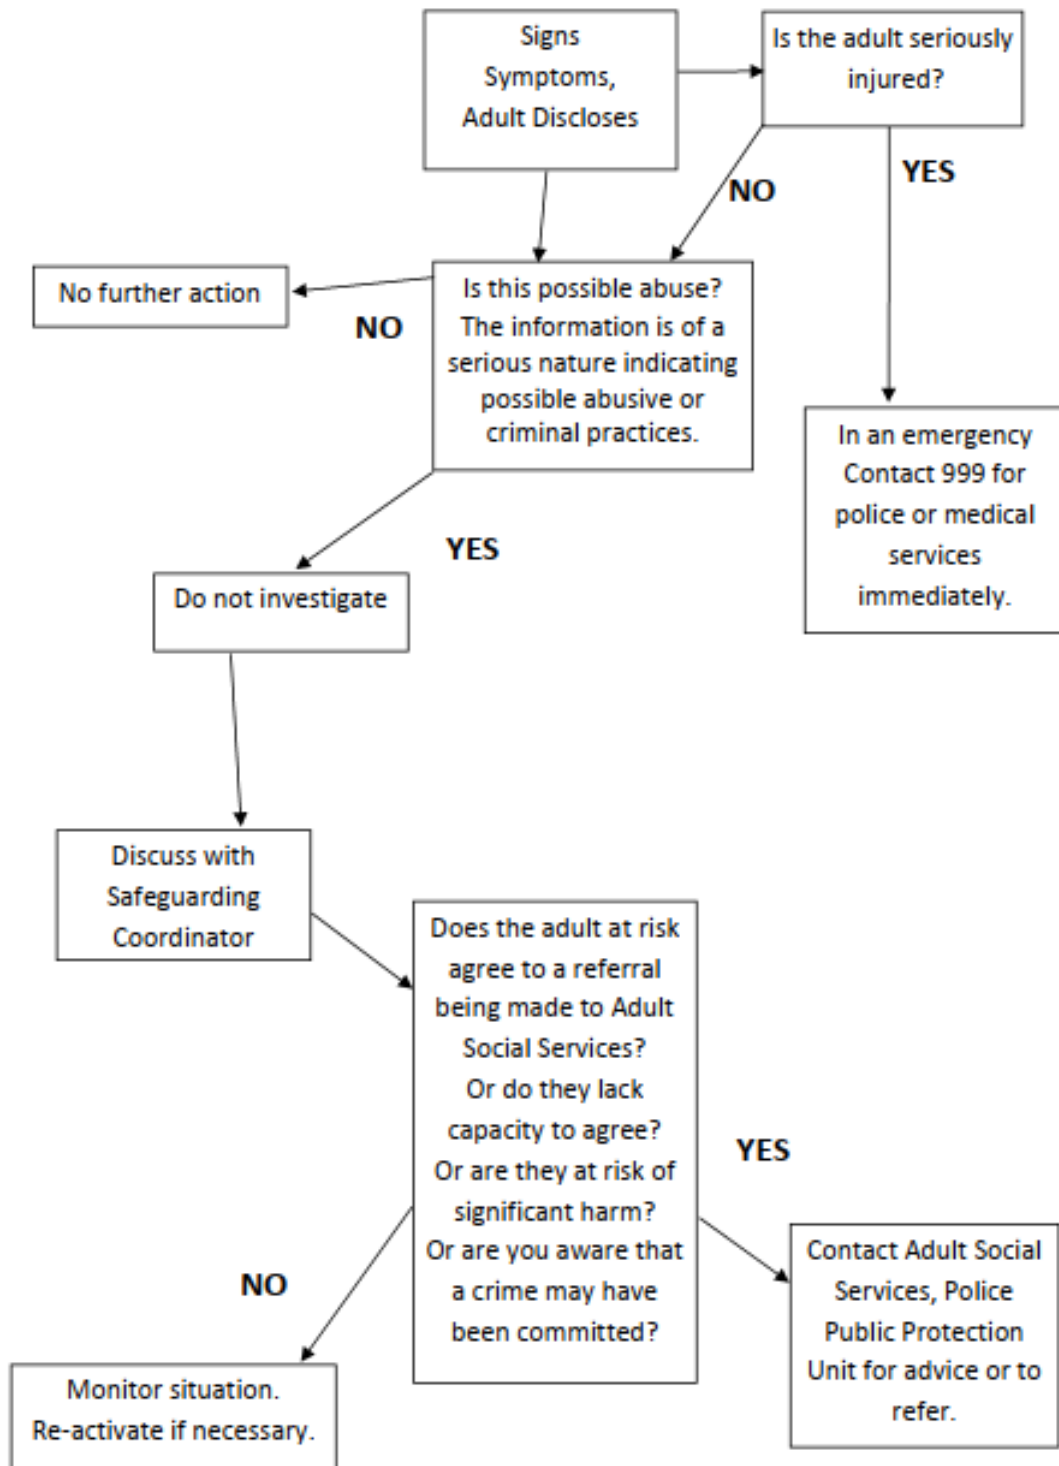 Signs
Symptoms,
Adult Discloses
Is the adult seriously
injured?
NO
YES
No further action
NO
Is this possible abuse?
The information is of a
serious nature indicating
possible abusive or
criminal practices.
In an emergency
Contact 999 for
police or medical
services
immediately.
YES
Do not investigate
Discuss with
Safeguarding
Coordinator
Does the adult at risk
agree to a referral
being made to Adult
Social Services?
Or do they lack
capacity to agree?
Or are they at risk of
significant harm?
Or are you aware that
a crime may have
been committed?
YES
NO
Contact Adult Social
Services, Police
Public Protection
Unit for advice or to
refer.
Monitor situation.
Re-activate if necessary.